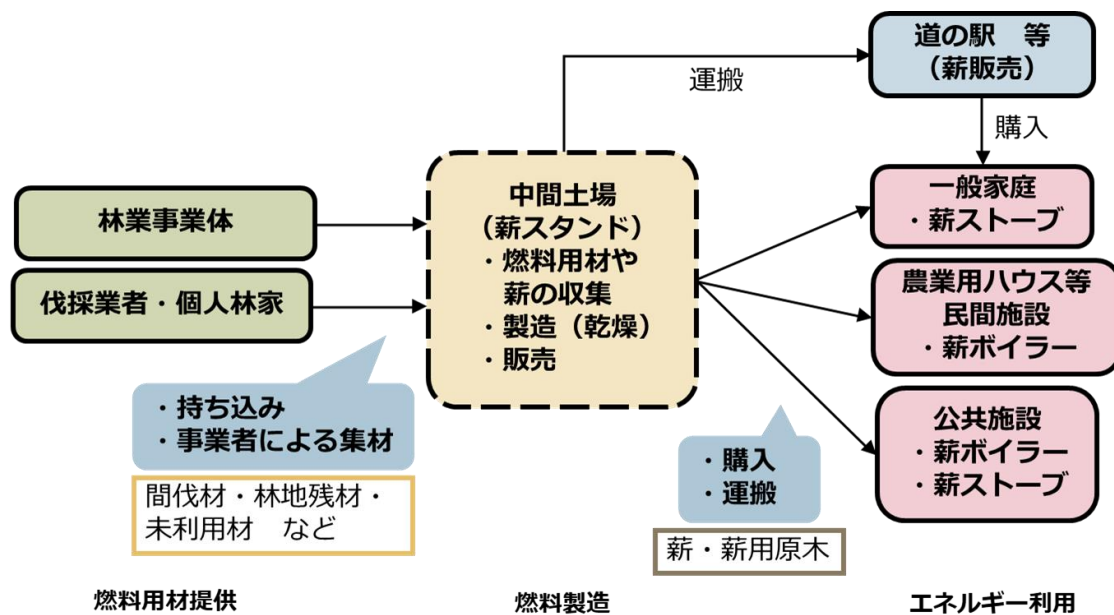 道の駅　等
（薪販売）
運搬
購入
林業事業体
伐採業者・個人林家
・持ち込み
・事業者による集材
間伐材・林地残材・
未利用材　など
中間土場
（薪スタンド）
・燃料用材や
薪の収集
・製造（乾燥）
・販売
・購入
・運搬
薪・薪用原木
一般家庭
・薪ストーブ
農業用ハウス等
民間施設
・薪ボイラー
公共施設
・薪ボイラー
・薪ストーブ
燃料用材提供
燃料製造
エネルギー利用